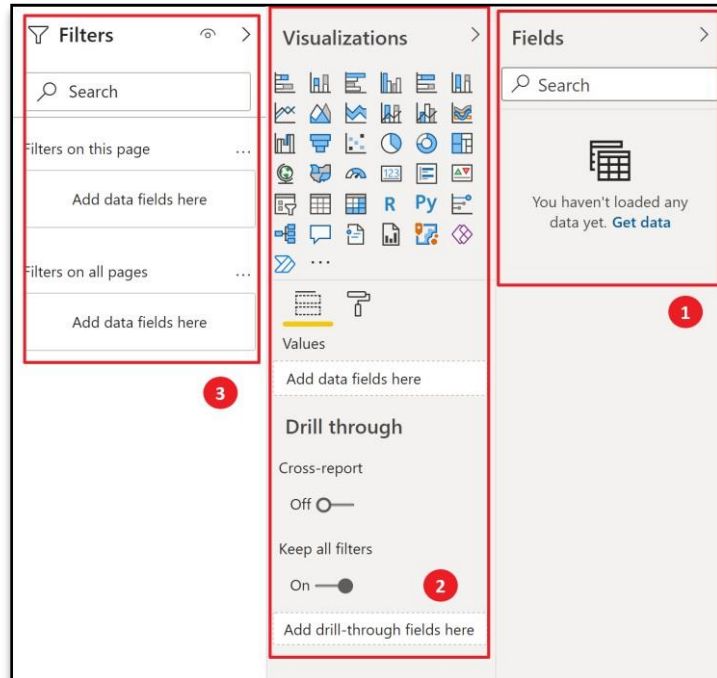 Filters
Search
Filters on this page
...
Add data fields here
Filters on all pages
...
Add data fields here
3
Visualizations
123
R Py
...
Values
Add data fields here
Drill through
Cross-report
Off
Keep all filters
On
2
Add drill-through fields here
Fields
Search
You haven't loaded any
data yet. Get data
1